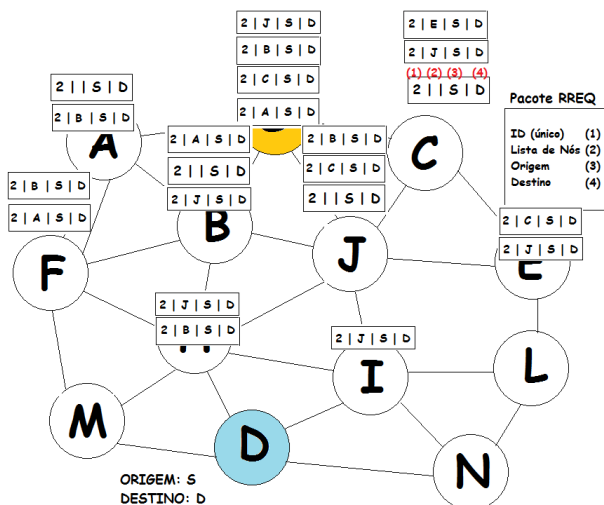 2 | J | S | D
2 | B | S | D
2 | C | S | D
2 | A | S | D
2 | E | S | D
2 | J | S | D
(1) (2) (3) (4)
2 | | S | D
2 | | S | D
2 | B | S | D
A
2 | A | S | D
2 | | S | D
2 | J | S | D
B
2 | B | S | D
2 | C | S | D
2 | | S | D
J
C
Pacote RREQ
ID (único) (1)
Lista de Nós (2)
Origem (3)
Destino (4)
2 | B | S | D
2 | A | S | D
F
2 | C | S | D
2 | J | S | D
E
2 | J | S | D
2 | B | S | D
2 | J | S | D
I
L
M
D
N
ORIGEM: S
DESTINO: D